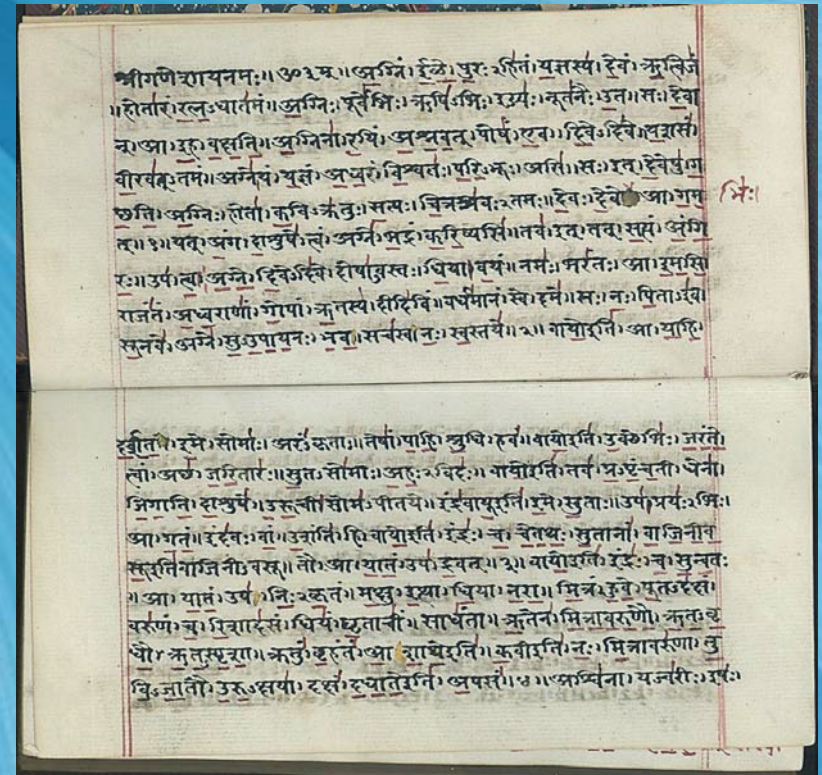 श्रीगणेशायनमः॥ॐ३म्॥अग्निं।ईळे।पुरःऽहितं।यज्ञस्य।देवं।ऋत्विजं
॥होतारं।रत्नऽधातमं॥अग्निः।पूर्वेभिः।ऋषिऽभिः।ईड्यः।नूतनैः।उत॥सः।देवा
न्।आ।इह।वक्षति॥अग्निना।रयिं।अश्नवत्।पोषं।एव।दिवेऽदिवे॥यशसं
वीरवत्ऽतमं॥अग्ने।यं।यज्ञं।अध्वरं।विश्वतः।परिऽभूः।असि॥सः।इत्।देवेषु।ग
च्छति॥अग्निः।होता।कविऽक्रतुः।सत्यः।चित्रश्रवःऽतमः॥देवः।देवे।आ।गम
भिः।
त्॥१॥यत्।अंग।दाशुषे।त्वं।अग्ने।भद्रं।करिष्यसि॥तव।इत्।तत्।सत्यं।अंगि
रः॥उप।त्वा।अग्ने।दिवेऽदिवे।दोषाऽवस्तः।धिया।वयं॥नमः।भरंतः।आ।इमसि॥
राजंतं।अध्वराणां।गोपां।ऋतस्य।दीदिविं॥वर्धमानं।स्वे।दमे॥सः।नः।पिताऽइव।
सूनवे।अग्ने।सुऽउपायनः।भव॥सचस्व।नः।स्वस्तये॥२॥वायोइति।आ।याहि।
दर्शत।इमे।सोमाः।अरंऽकृताः॥तेषां।पाहि।श्रुधि।हवं॥वायोइति।उक्थेभिः।जरंते।
त्वां।अच्छ।जरितारः॥सुतऽसोमाः।अहःऽविदः॥वायोइति।तव।प्रऽपृंचती।धेना।
जिगाति।दाशुषे।उरूची।सोमऽपीतये॥इंद्रवायूइति।इमे।सुताः॥उप।प्रयःऽभिः।
आ।गतं॥इंदवः।वां।उशंति।हि॥वायोइति।इंद्रः।च।चेतथः।सुतानां।वाजिनीव
सूइतिवाजिनीऽवसू॥तौ।आ।यातं।उप।द्रवत्॥३॥वायोइति।इंद्रः।च।सुन्वतः
॥आ।यातं।उप।निःऽकृतं॥मक्षु।इत्था।धिया।नरा॥मित्रं।हुवे।पूतऽदक्षं।
वरुणं।च।रिशादसं।धियं।घृताचीं।साधंता॥ऋतेन।मित्रावरुणौ।ऋतऽवृ
धौ।ऋतऽस्पृशा॥क्रतुं।बृहंतं।आशाथेइति॥कवीइति।नः।मित्रावरुणा।तु
विऽजातौ।उरुऽक्षया।दक्षं।दधातेइति।अपसं॥४॥अश्विना।यज्वरीः।इषः।